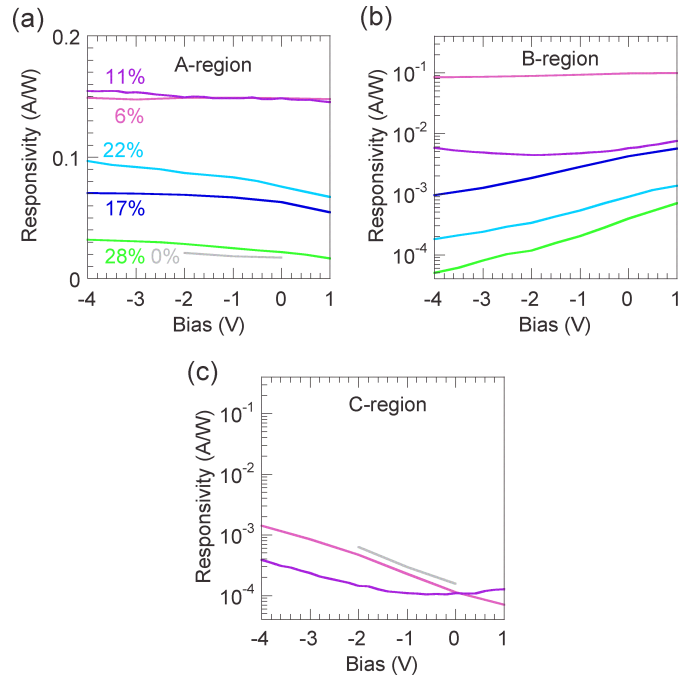 (a)
0.2
0.1
0
Responsivity (A/W)
A-region
11%
6%
22%
17%
28% 0%
-4 -3 -2 -1 0 1
Bias (V)
(b)
10⁻¹
10⁻²
10⁻³
10⁻⁴
Responsivity (A/W)
B-region
-4 -3 -2 -1 0 1
Bias (V)
(c)
10⁻¹
10⁻²
10⁻³
10⁻⁴
Responsivity (A/W)
C-region
-4 -3 -2 -1 0 1
Bias (V)